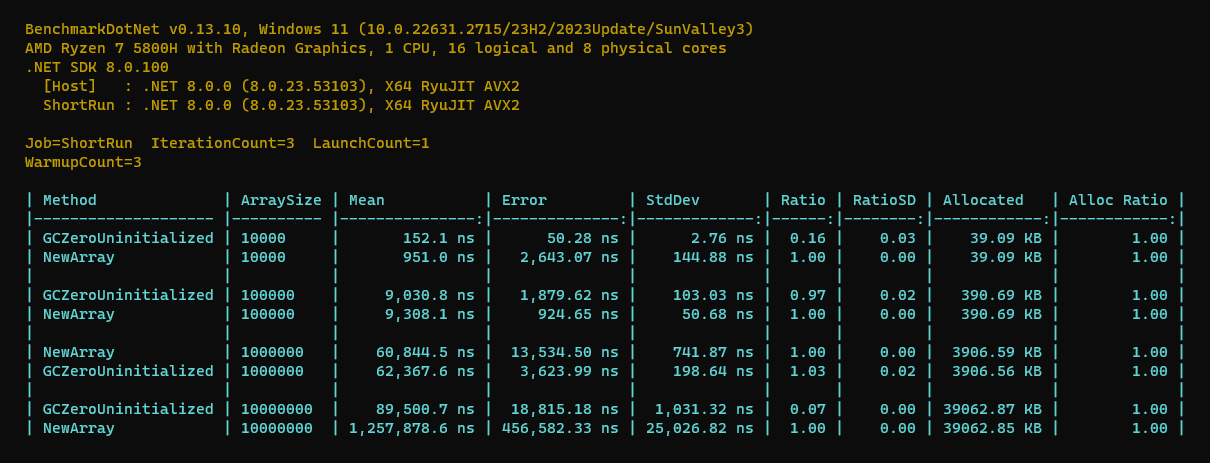 BenchmarkDotNet v0.13.10, Windows 11 (10.0.22631.2715/23H2/2023Update/SunValley3)
AMD Ryzen 7 5800H with Radeon Graphics, 1 CPU, 16 logical and 8 physical cores
.NET SDK 8.0.100
  [Host]   : .NET 8.0.0 (8.0.23.53103), X64 RyuJIT AVX2
  ShortRun : .NET 8.0.0 (8.0.23.53103), X64 RyuJIT AVX2

Job=ShortRun  IterationCount=3  LaunchCount=1
WarmupCount=3

| Method              | ArraySize | Mean           | Error         | StdDev       | Ratio | RatioSD | Allocated   | Alloc Ratio |
|-------------------- |---------- |---------------:|--------------:|-------------:|------:|--------:|------------:|------------:|
| GCZeroUninitialized | 10000     |       152.1 ns |      50.28 ns |      2.76 ns |  0.16 |    0.03 |    39.09 KB |        1.00 |
| NewArray            | 10000     |       951.0 ns |   2,643.07 ns |    144.88 ns |  1.00 |    0.00 |    39.09 KB |        1.00 |
|                     |           |                |               |              |       |         |             |             |
| GCZeroUninitialized | 100000    |     9,030.8 ns |   1,879.62 ns |    103.03 ns |  0.97 |    0.02 |   390.69 KB |        1.00 |
| NewArray            | 100000    |     9,308.1 ns |     924.65 ns |     50.68 ns |  1.00 |    0.00 |   390.69 KB |        1.00 |
|                     |           |                |               |              |       |         |             |             |
| NewArray            | 1000000   |    60,844.5 ns |  13,534.50 ns |    741.87 ns |  1.00 |    0.00 |  3906.59 KB |        1.00 |
| GCZeroUninitialized | 1000000   |    62,367.6 ns |   3,623.99 ns |    198.64 ns |  1.03 |    0.02 |  3906.56 KB |        1.00 |
|                     |           |                |               |              |       |         |             |             |
| GCZeroUninitialized | 10000000  |    89,500.7 ns |  18,815.18 ns |  1,031.32 ns |  0.07 |    0.00 | 39062.87 KB |        1.00 |
| NewArray            | 10000000  | 1,257,878.6 ns | 456,582.33 ns | 25,026.82 ns |  1.00 |    0.00 | 39062.85 KB |        1.00 |